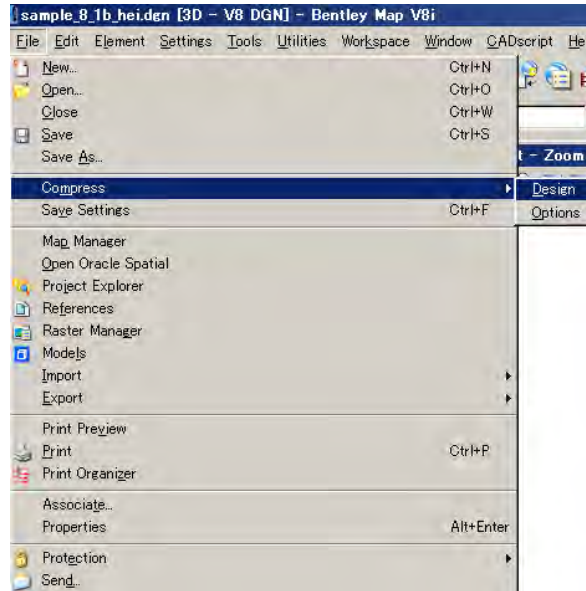 sample_8_1b_hei.dgn [3D - V8 DGN] - Bentley Map V8i
File Edit Element Settings Tools Utilities Workspace Window CADscript He
New... Ctrl+N
Open... Ctrl+O
Close Ctrl+W
Save Ctrl+S
Save As...
t - Zoom
Compress Design
Save Settings Ctrl+F Options
Map Manager
Open Oracle Spatial
Project Explorer
References
Raster Manager
Models
Import
Export
Print Preview
Print Ctrl+P
Print Organizer
Associate...
Properties Alt+Enter
Protection
Send...